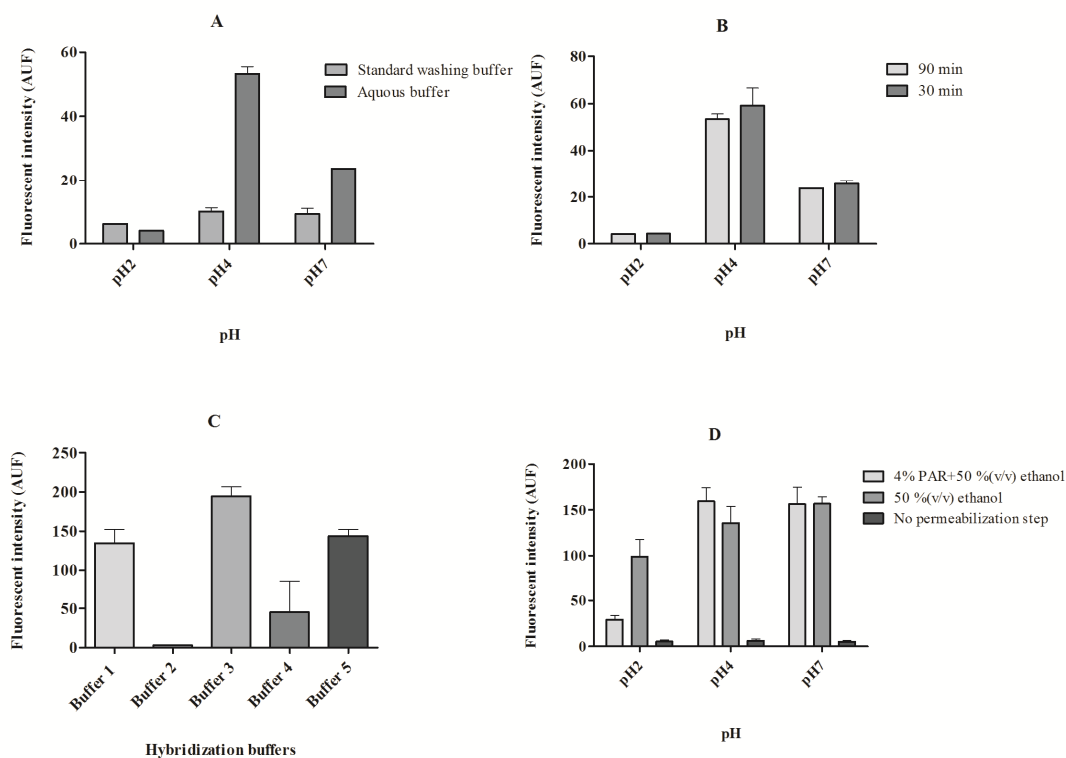 A
Fluorescent intensity (AUF)
60
40
20
0
pH2
pH4
pH7
pH
Standard washing buffer
Aquous buffer
B
Fluorescent intensity (AUF)
80
60
40
20
0
pH2
pH4
pH7
pH
90 min
30 min
C
Fluorescent intensity (AUF)
250
200
150
100
50
0
Buffer 1
Buffer 2
Buffer 3
Buffer 4
Buffer 5
Hybridization buffers
D
Fluorescent intensity (AUF)
200
150
100
50
0
pH2
pH4
pH7
pH
4% PAR+50 %(v/v) ethanol
50 %(v/v) ethanol
No permeabilization step